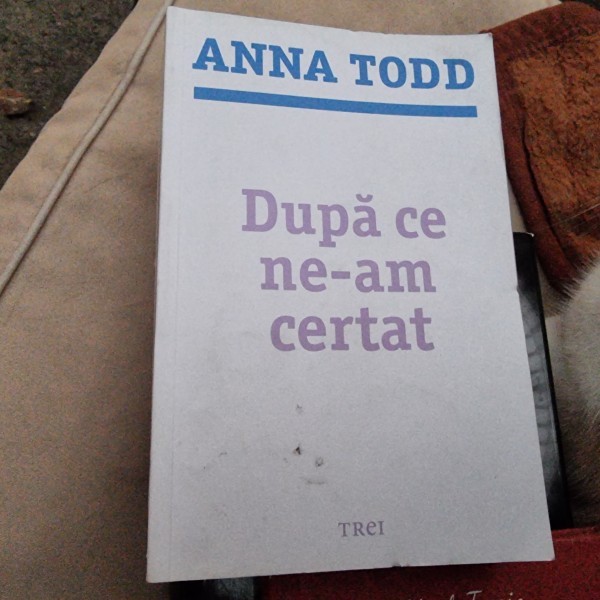 ANNA TODD
După ce
ne-am
certat
TREI